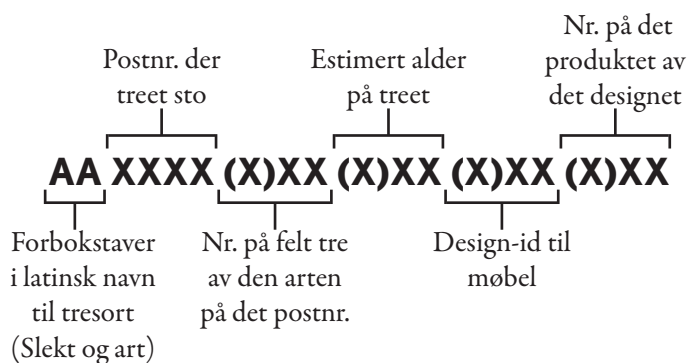 Postnr. der
treet sto
Estimert alder
på treet
Nr. på det
produktet av
det designet
AA XXXX (X)XX (X)XX (X)XX (X)XX
Forbokstaver
i latinsk navn
til tresort
(Slekt og art)
Nr. på felt tre
av den arten
på det postnr.
Design-id til
møbel